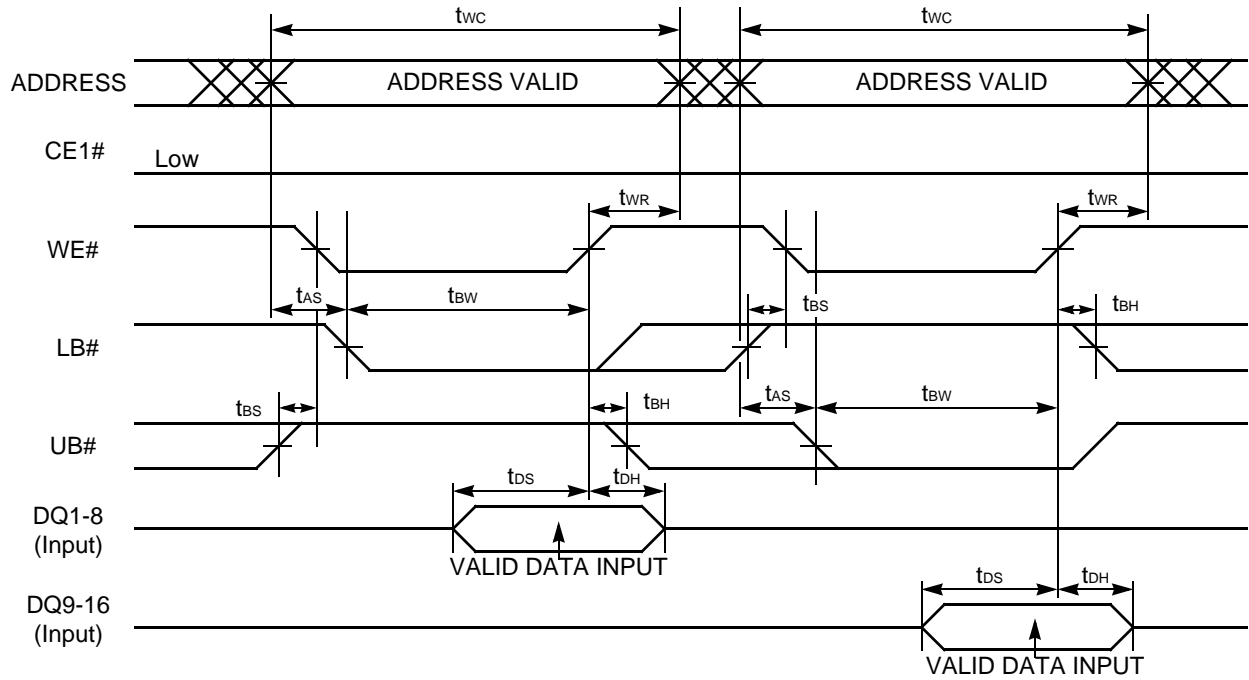 tWC tWC
ADDRESS ADDRESS VALID ADDRESS VALID
CE1# Low
tWR tWR
WE#
tAS tBW tBS tBH
LB#
tBS tBH tAS tBW
UB#
tDS tDH
DQ1-8
(Input)
VALID DATA INPUT
tDS tDH
DQ9-16
(Input)
VALID DATA INPUT